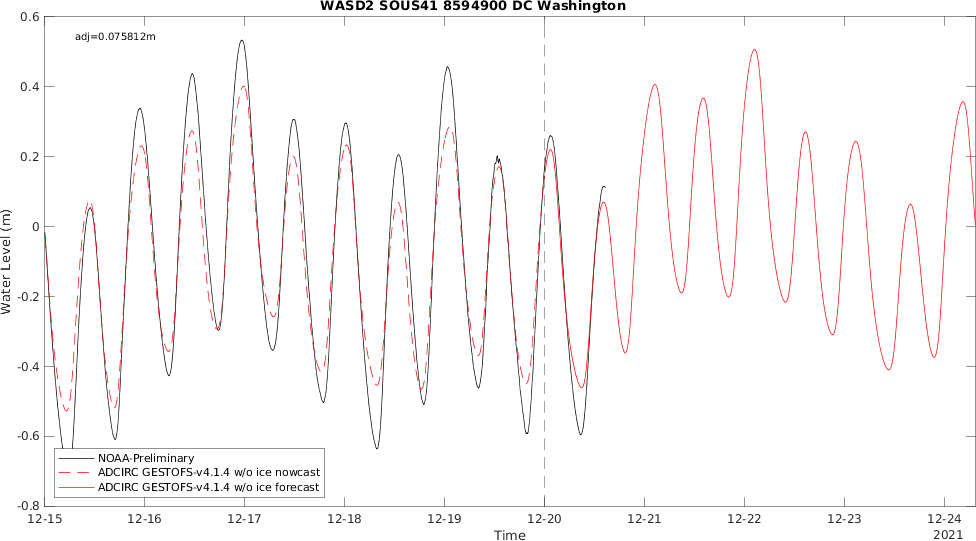 WASD2 SOUS41 8594900 DC Washington
adj=0.075812m
0.6
0.4
0.2
0
-0.2
-0.4
-0.6
-0.8
Water Level (m)
NOAA-Preliminary
ADCIRC GESTOFS-v4.1.4 w/o ice nowcast
ADCIRC GESTOFS-v4.1.4 w/o ice forecast
12-15 12-16 12-17 12-18 12-19 12-20 12-21 12-22 12-23 12-24
Time
2021